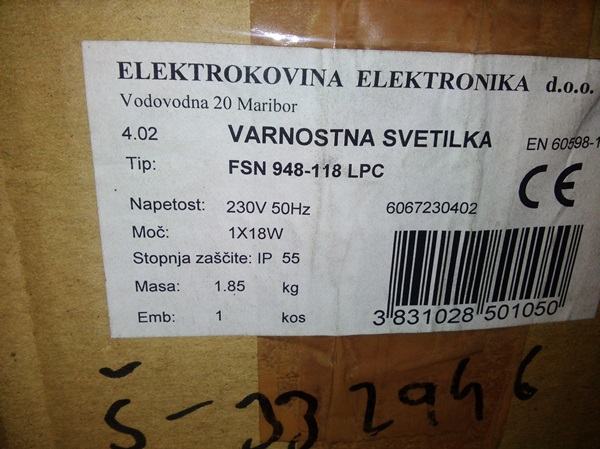 ELEKTROKOVINA ELEKTRONIKA d.o.o.
Vodovodna 20 Maribor
4.02 VARNOSTNA SVETILKA EN 60598-1
Tip: FSN 948-118 LPC
CE
Napetost: 230V 50Hz 6067230402
Moč: 1X18W
Stopnja zaščite: IP 55
Masa: 1.85 kg
Emb: 1 kos
3 831028 501050
Š-332946